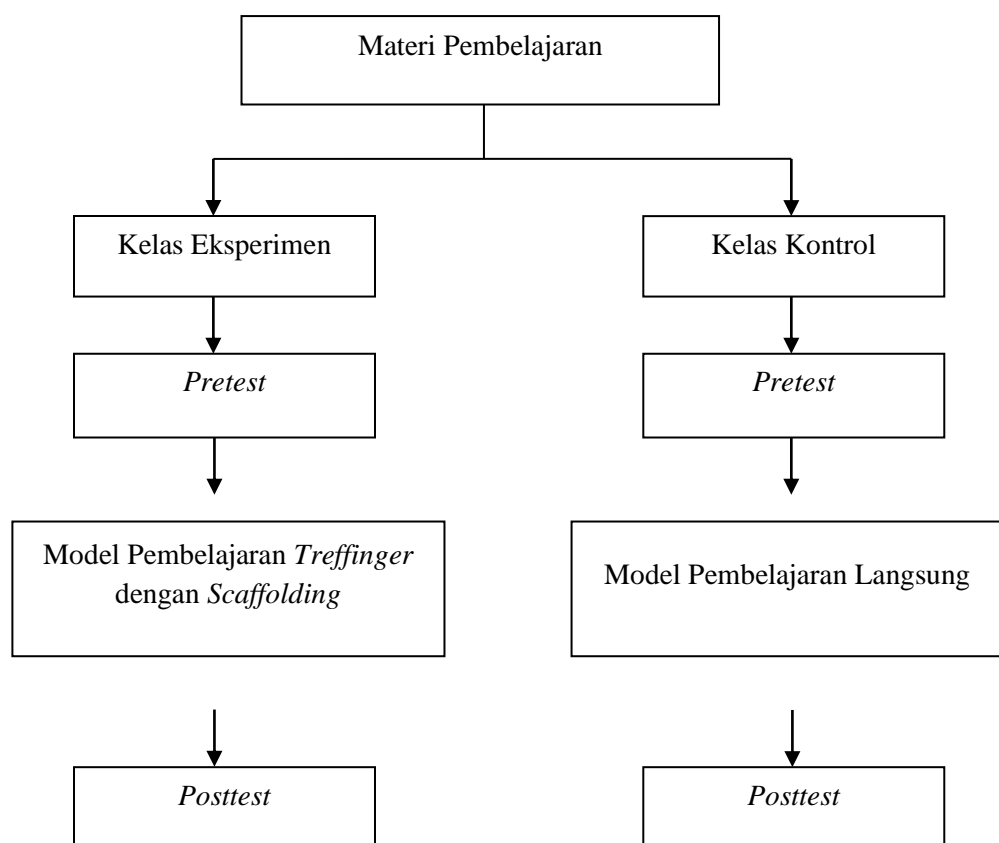 Materi Pembelajaran
Kelas Eksperimen
Kelas Kontrol
Pretest
Pretest
Model Pembelajaran Treffinger
dengan Scaffolding
Model Pembelajaran Langsung
Posttest
Posttest